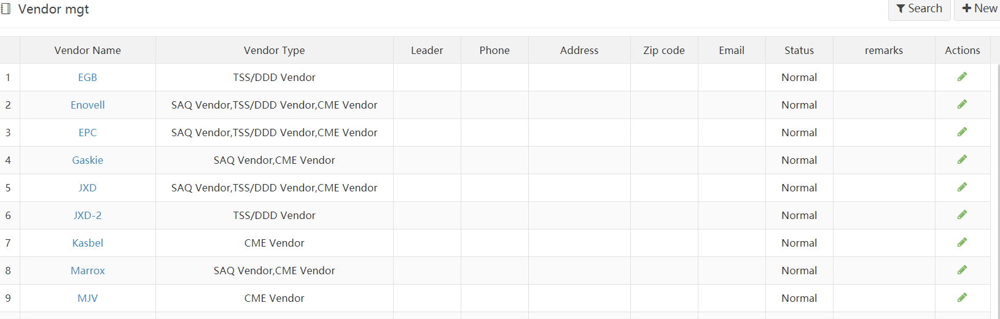 Vendor mgt
Search
New
Vendor Name Vendor Type Leader Phone Address Zip code Email Status remarks Actions
1 EGB TSS/DDD Vendor Normal
2 Enovell SAQ Vendor,TSS/DDD Vendor,CME Vendor Normal
3 EPC SAQ Vendor,TSS/DDD Vendor,CME Vendor Normal
4 Gaskie SAQ Vendor,CME Vendor Normal
5 JXD SAQ Vendor,TSS/DDD Vendor,CME Vendor Normal
6 JXD-2 TSS/DDD Vendor Normal
7 Kasbel CME Vendor Normal
8 Marrox SAQ Vendor,CME Vendor Normal
9 MJV CME Vendor Normal